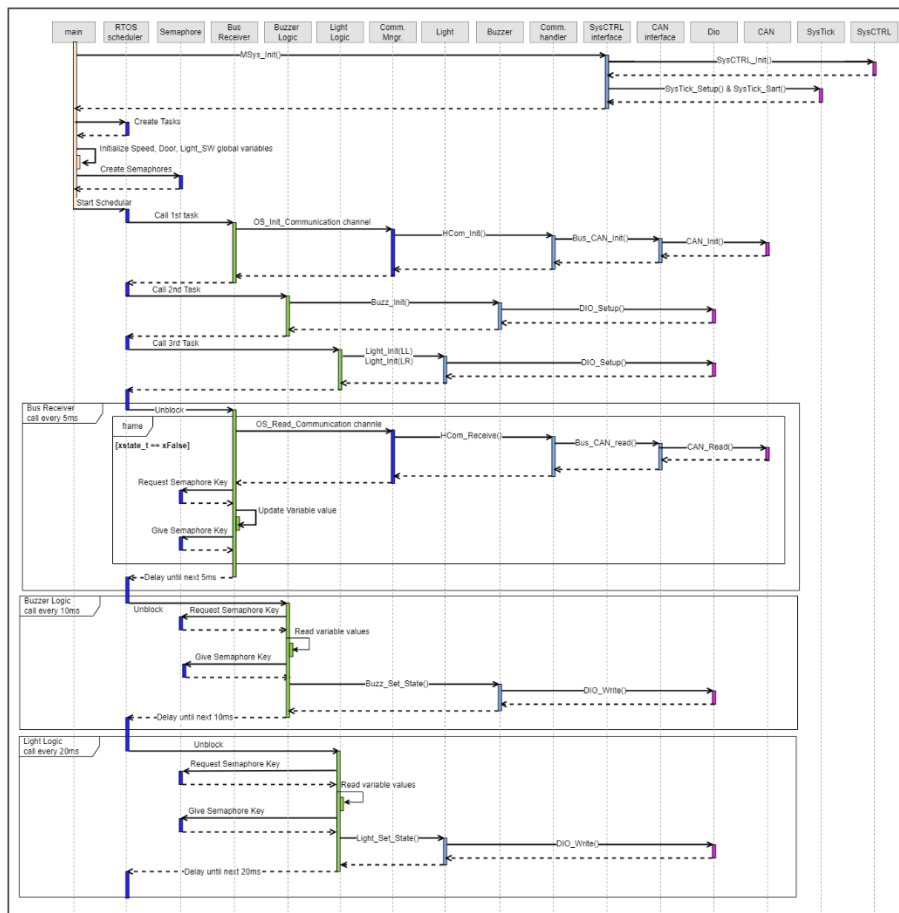 main
RTOS
scheduler
Semaphore
Bus
Receiver
Buzzer
Logic
Light
Logic
Comm.
Mngr.
Light
Buzzer
Comm.
handler
SysCTRL
interface
CAN
interface
Dio
CAN
SysTick
SysCTRL
MSys_Init()
SysCTRL_Init()
SysTick_Setup() & SysTick_Sart()
Create Tasks
Initialize Speed, Door, Light_SW global variables
Create Semaphores
Start Schedular
Call 1st task
OS_Init_Communication channel
HCom_Init()
Bus_CAN_Init()
CAN_Init()
Call 2nd Task
Buzz_Init()
DIO_Setup()
Call 3rd Task
Light_Init(LL)
Light_Init(LR)
DIO_Setup()
Bus Receiver
call every 5ms
Unblock
frame
[xstate_t == xFalse]
OS_Read_Communication channle
HCom_Receive()
Bus_CAN_read()
CAN_Read()
Request Semaphore Key
Update Variable value
Give Semaphore Key
Delay until next 5ms
Buzzer Logic
call every 10ms
Unblock
Request Semaphore Key
Read variable values
Give Semaphore Key
Buzz_Set_State()
DIO_Write()
Delay until next 10ms
Light Logic
call every 20ms
Unblock
Request Semaphore Key
Read variable values
Give Semaphore Key
Light_Set_State()
DIO_Write()
Delay until next 20ms